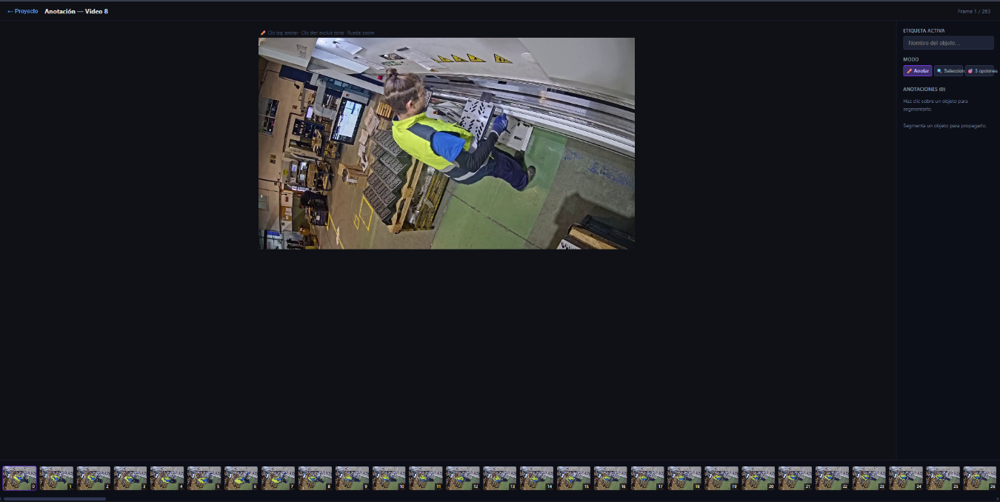 ← Proyecto Anotación — Video 8 Frame 1 / 263
Clic izq: anotar · Clic der: excluir zona · Rueda: zoom
ETIQUETA ACTIVA
Nombre del objeto...
MODO
Anotar Seleccion 3 opciones
ANOTACIONES (0)
Haz clic sobre un objeto para
segmentarlo.
Segmenta un objeto para propagarlo.
0 1 2 3 4 5 6 7 8 9 10 11 12 13 14 15 16 17 18 19 20 21 22 23 24 25 26